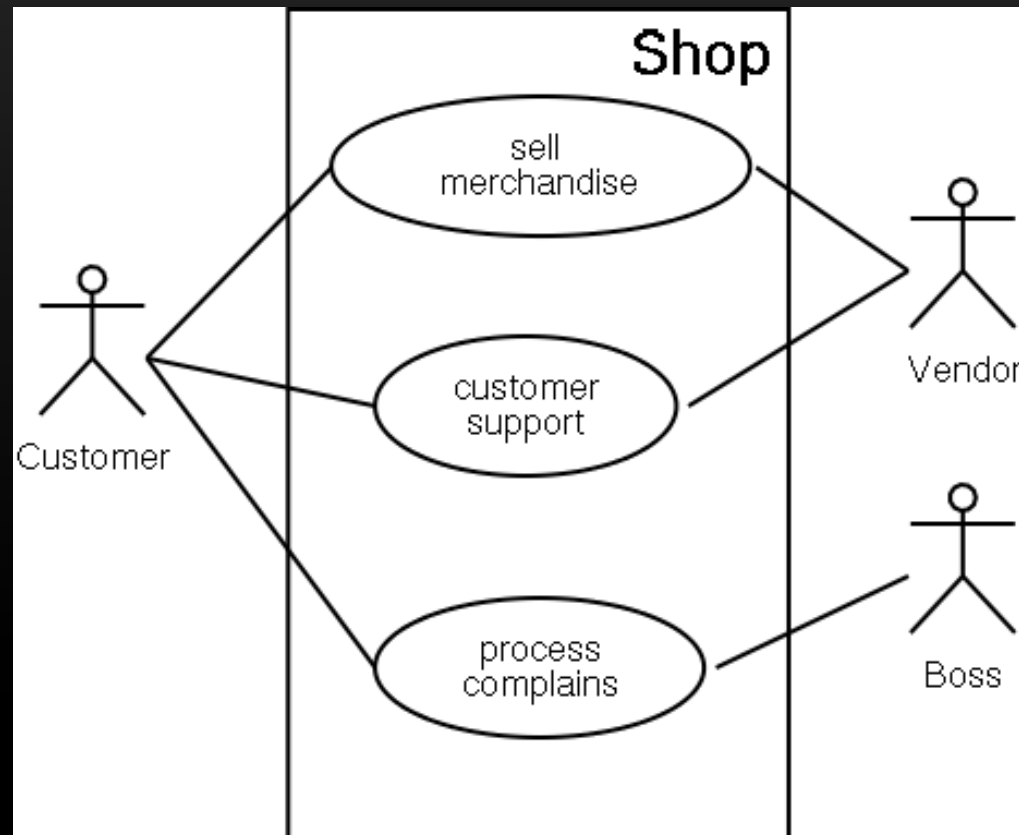 Shop
sell
merchandise
Customer
customer
support
Vendor
process
complains
Boss